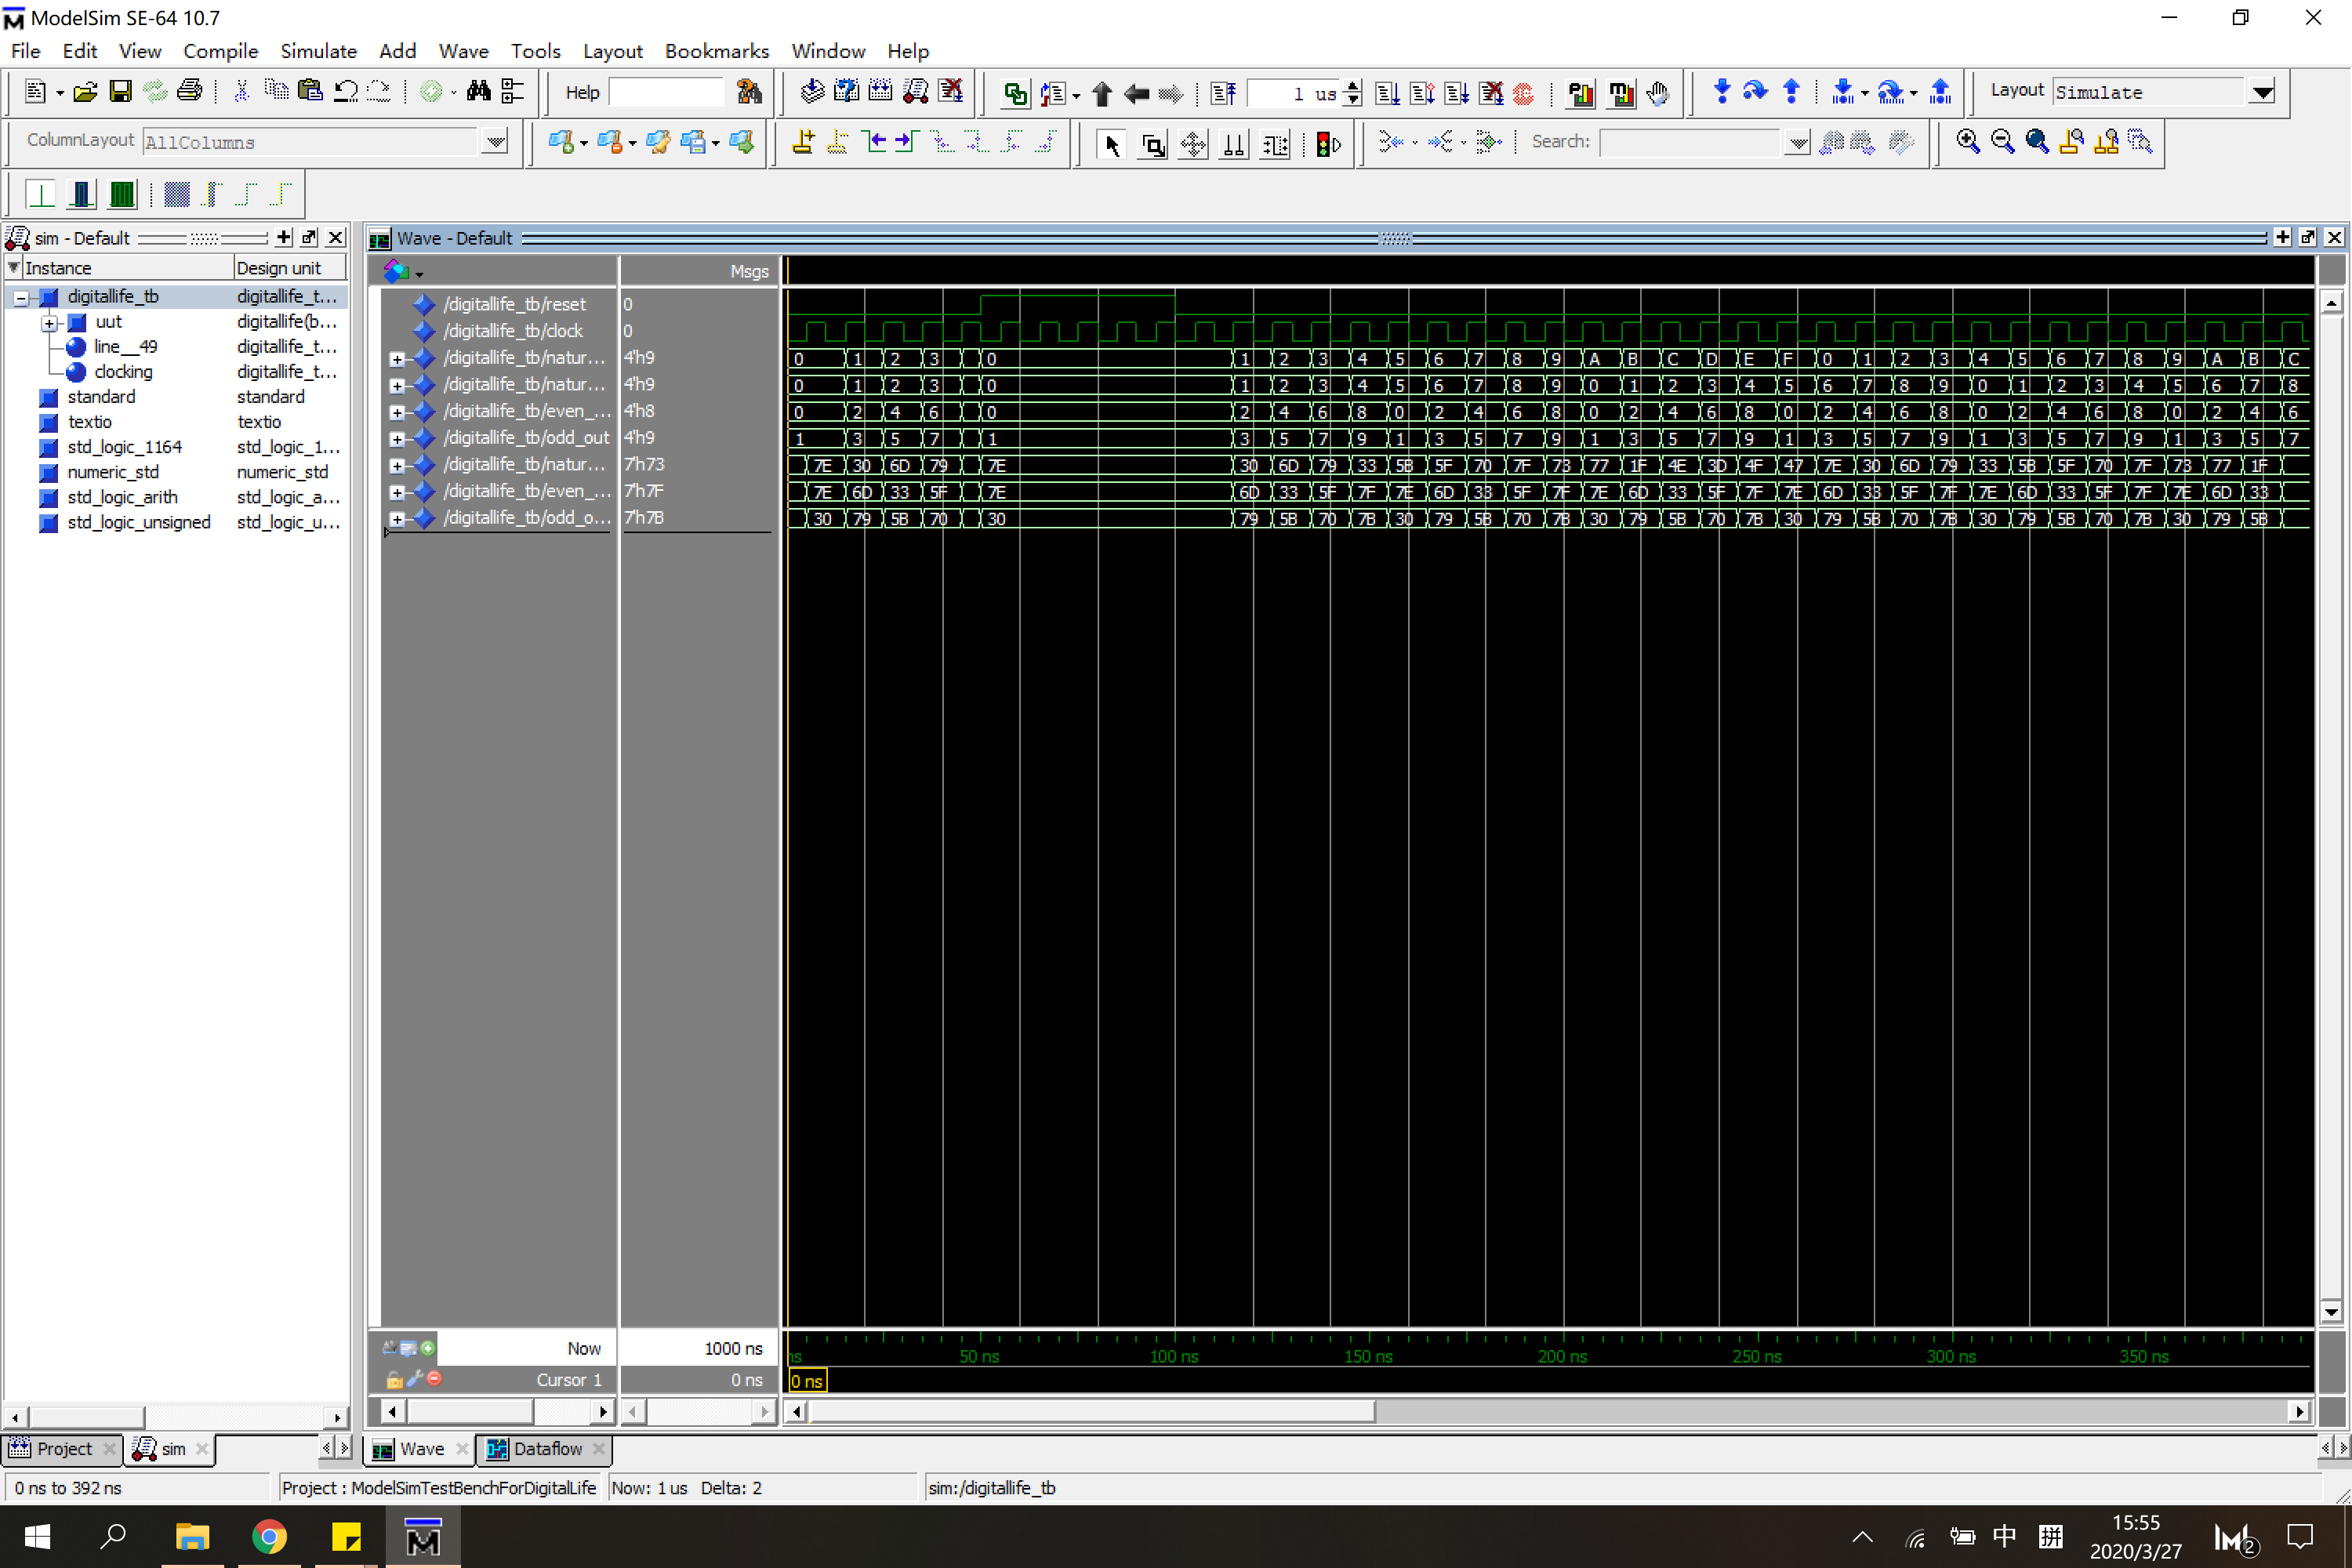 ModelSim SE-64 10.7
File Edit View Compile Simulate Add Wave Tools Layout Bookmarks Window Help
Help 1 us Layout Simulate
ColumnLayout AllColumns Search:
sim - Default
Instance Design unit
digitallife_tb digitallife_t...
uut digitallife(b...
line__49 digitallife_t...
clocking digitallife_t...
standard standard
textio textio
std_logic_1164 std_logic_1...
numeric_std numeric_std
std_logic_arith std_logic_a...
std_logic_unsigned std_logic_u...
Wave - Default
Msgs
/digitallife_tb/reset 0
/digitallife_tb/clock 0
/digitallife_tb/natur... 4'h9 0 1 2 3 0 1 2 3 4 5 6 7 8 9 A B C D E F 0 1 2 3 4 5 6 7 8 9 A B C
/digitallife_tb/natur... 4'h9 0 1 2 3 0 1 2 3 4 5 6 7 8 9 0 1 2 3 4 5 6 7 8 9 0 1 2 3 4 5 6 7 8
/digitallife_tb/even_... 4'h8 0 2 4 6 0 2 4 6 8 0 2 4 6 8 0 2 4 6 8 0 2 4 6 8 0 2 4 6 8 0 2 4 6
/digitallife_tb/odd_out 4'h9 1 3 5 7 1 3 5 7 9 1 3 5 7 9 1 3 5 7 9 1 3 5 7 9 1 3 5 7 9 1 3 5 7
/digitallife_tb/natur... 7'h73 7E 30 6D 79 7E 30 6D 79 33 5B 5F 70 7F 73 77 1F 4E 3D 4F 47 7E 30 6D 79 33 5B 5F 70 7F 73 77 1F
/digitallife_tb/even_... 7'h7F 7E 6D 33 5F 7E 6D 33 5F 7F 7E 6D 33 5F 7F 7E 6D 33 5F 7F 7E 6D 33 5F 7F 7E 6D 33 5F 7F 7E 6D 33
/digitallife_tb/odd_o... 7'h7B 30 79 5B 70 30 79 5B 70 7B 30 79 5B 70 7B 30 79 5B 70 7B 30 79 5B 70 7B 30 79 5B 70 7B 30 79 5B
Now 1000 ns ns 50 ns 100 ns 150 ns 200 ns 250 ns 300 ns 350 ns
Cursor 1 0 ns 0 ns
Project sim Wave Dataflow
0 ns to 392 ns Project : ModelSimTestBenchForDigitalLife Now: 1 us Delta: 2 sim:/digitallife_tb
中 拼 15:55 2
2020/3/27